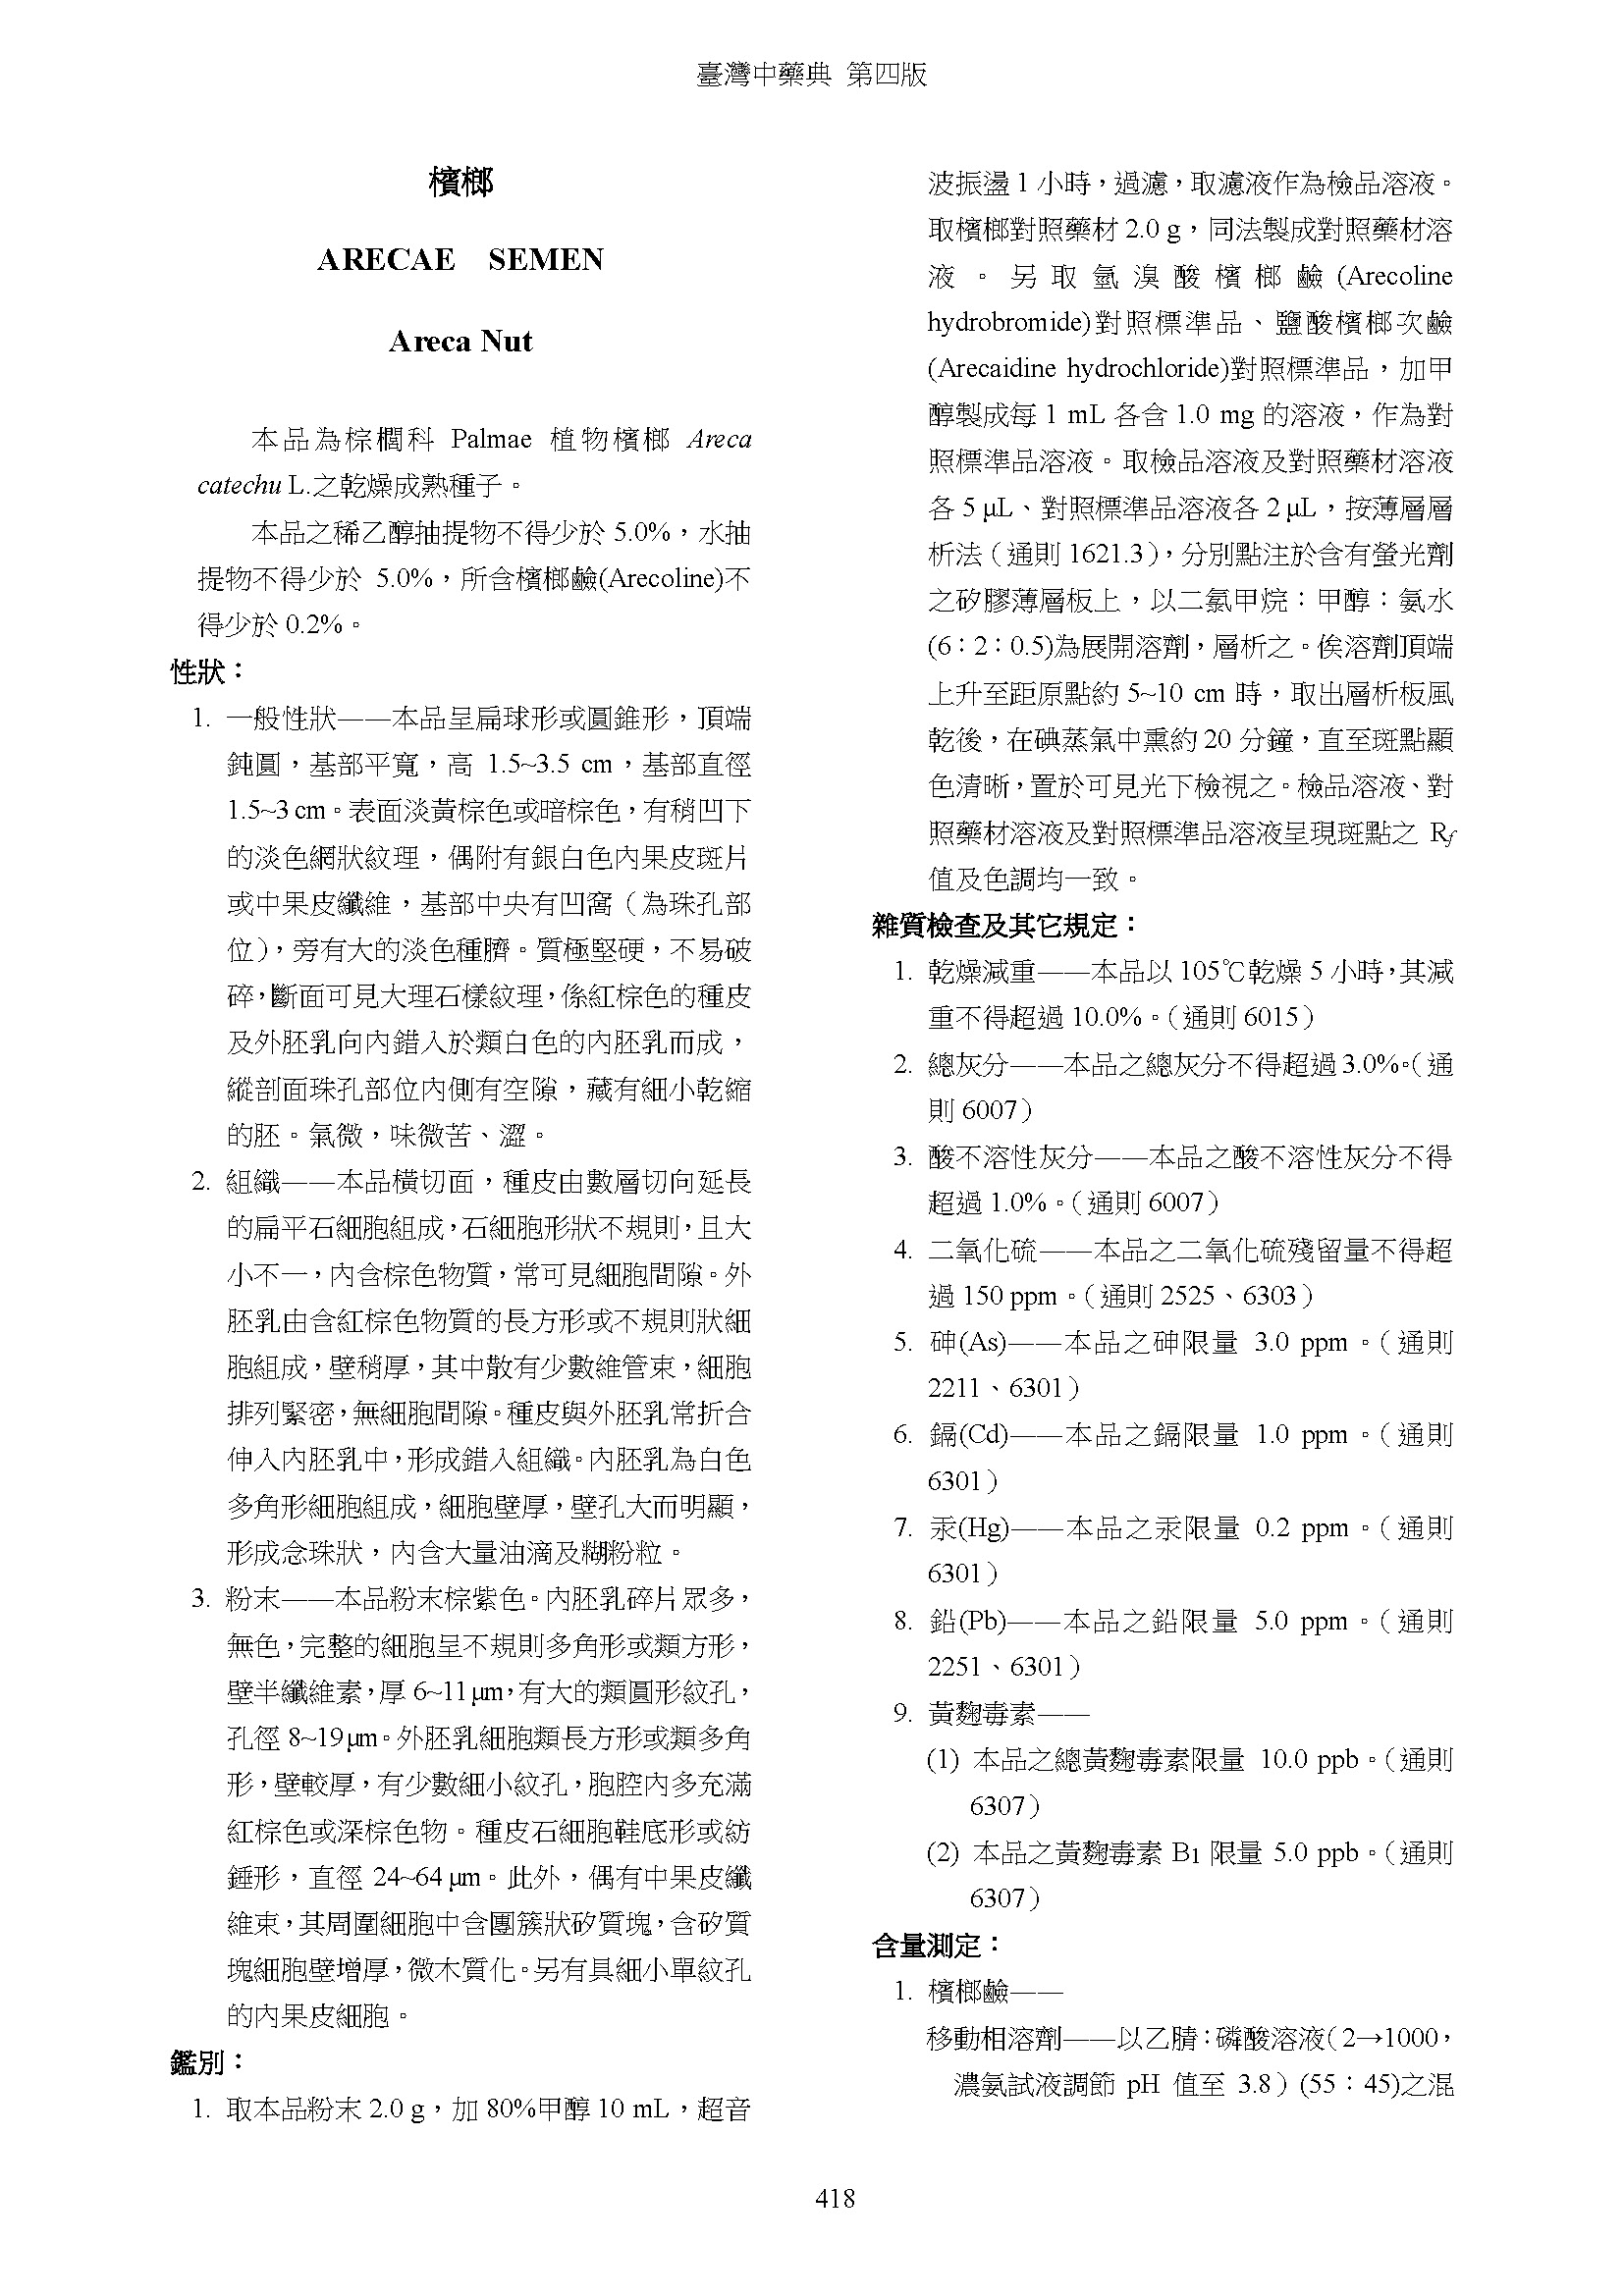 臺灣中藥典 第四版
檳榔
ARECAE SEMEN
Areca Nut
本品為棕櫚科 Palmae 植物檳榔 Areca
catechu L.之乾燥成熟種子。
本品之稀乙醇抽提物不得少於 5.0%，水抽
提物不得少於 5.0%，所含檳榔鹼(Arecoline)不
得少於 0.2%。
性狀：
1. 一般性狀——本品呈扁球形或圓錐形，頂端
鈍圓，基部平寬，高 1.5~3.5 cm，基部直徑
1.5~3 cm。表面淡黃棕色或暗棕色，有稍凹下
的淡色網狀紋理，偶附有銀白色內果皮斑片
或中果皮纖維，基部中央有凹窩（為珠孔部
位），旁有大的淡色種臍。質極堅硬，不易破
碎，斷面可見大理石樣紋理，係紅棕色的種皮
及外胚乳向內錯入於類白色的內胚乳而成，
縱剖面珠孔部位內側有空隙，藏有細小乾縮
的胚。氣微，味微苦、澀。
2. 組織——本品橫切面，種皮由數層切向延長
的扁平石細胞組成，石細胞形狀不規則，且大
小不一，內含棕色物質，常可見細胞間隙。外
胚乳由含紅棕色物質的長方形或不規則狀細
胞組成，壁稍厚，其中散有少數維管束，細胞
排列緊密，無細胞間隙。種皮與外胚乳常折合
伸入內胚乳中，形成錯入組織。內胚乳為白色
多角形細胞組成，細胞壁厚，壁孔大而明顯，
形成念珠狀，內含大量油滴及糊粉粒。
3. 粉末——本品粉末棕紫色。內胚乳碎片眾多，
無色，完整的細胞呈不規則多角形或類方形，
壁半纖維素，厚 6~11 μm，有大的類圓形紋孔，
孔徑 8~19 μm。外胚乳細胞類長方形或類多角
形，壁較厚，有少數細小紋孔，胞腔內多充滿
紅棕色或深棕色物。種皮石細胞鞋底形或紡
錘形，直徑 24~64 μm。此外，偶有中果皮纖
維束，其周圍細胞中含團簇狀矽質塊，含矽質
塊細胞壁增厚，微木質化。另有具細小單紋孔
的內果皮細胞。
鑑別：
1. 取本品粉末 2.0 g，加 80%甲醇 10 mL，超音
波振盪 1 小時，過濾，取濾液作為檢品溶液。
取檳榔對照藥材 2.0 g，同法製成對照藥材溶
液。另取氫溴酸檳榔鹼(Arecoline
hydrobromide)對照標準品、鹽酸檳榔次鹼
(Arecaidine hydrochloride)對照標準品，加甲
醇製成每 1 mL 各含 1.0 mg 的溶液，作為對
照標準品溶液。取檢品溶液及對照藥材溶液
各 5 μL、對照標準品溶液各 2 μL，按薄層層
析法（通則 1621.3），分別點注於含有螢光劑
之矽膠薄層板上，以二氯甲烷：甲醇：氨水
(6：2：0.5)為展開溶劑，層析之。俟溶劑頂端
上升至距原點約 5~10 cm 時，取出層析板風
乾後，在碘蒸氣中熏約 20 分鐘，直至斑點顯
色清晰，置於可見光下檢視之。檢品溶液、對
照藥材溶液及對照標準品溶液呈現斑點之 Rf
值及色調均一致。
雜質檢查及其它規定：
1. 乾燥減重——本品以 105℃乾燥 5 小時，其減
重不得超過 10.0%。（通則 6015）
2. 總灰分——本品之總灰分不得超過 3.0%。（通
則 6007）
3. 酸不溶性灰分——本品之酸不溶性灰分不得
超過 1.0%。（通則 6007）
4. 二氧化硫——本品之二氧化硫殘留量不得超
過 150 ppm。（通則 2525、6303）
5. 砷(As)——本品之砷限量 3.0 ppm。（通則
2211、6301）
6. 鎘(Cd)——本品之鎘限量 1.0 ppm。（通則
6301）
7. 汞(Hg)——本品之汞限量 0.2 ppm。（通則
6301）
8. 鉛(Pb)——本品之鉛限量 5.0 ppm。（通則
2251、6301）
9. 黃麴毒素——
(1) 本品之總黃麴毒素限量 10.0 ppb。（通則
6307）
(2) 本品之黃麴毒素 B1 限量 5.0 ppb。（通則
6307）
含量測定：
1. 檳榔鹼——
移動相溶劑——以乙腈：磷酸溶液（2→1000，
濃氨試液調節 pH 值至 3.8）(55：45)之混
418